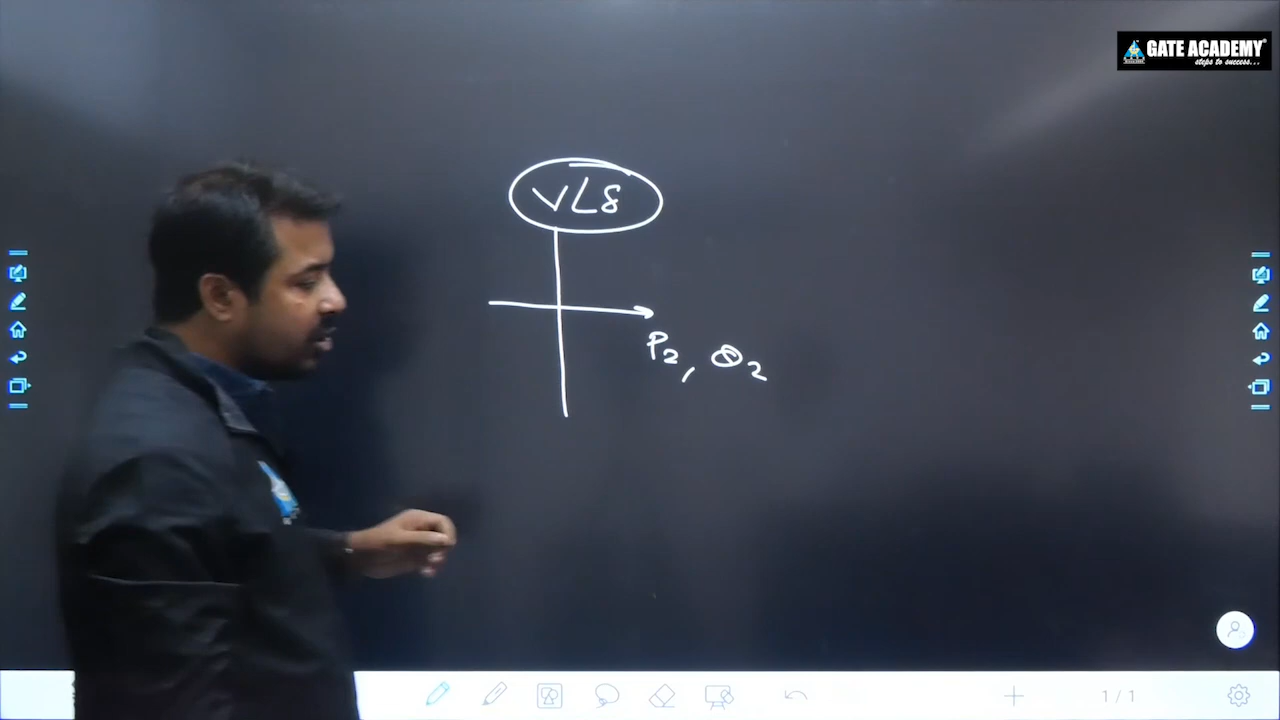 GATE ACADEMY
steps to success...
V∠δ
P₂, Q₂
1 / 1